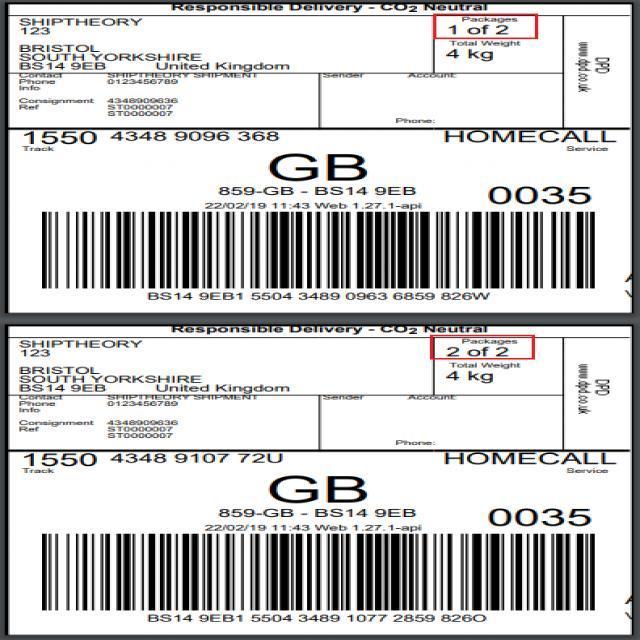 Responsible Delivery - CO2 Neutral
SHIPTHEORY
123
BRISTOL
SOUTH YORKSHIRE
BS14 9EB United Kingdom
Packages
1 of 2
Total Weight
4 kg
DPD
www.dpd.co.uk
Contact SHIPTHEORY SHIPMENT
Phone 0123456789
Info
Consignment 4348909636
Ref ST0000007
ST0000007
Sender Account:
Phone:
1550 4348 9096 368 HOMECALL
Track Service
GB
859-GB - BS14 9EB
0035
22/02/19 11:43 Web 1.27.1-api
BS14 9EB1 5504 3489 0963 6859 826W
Responsible Delivery - CO2 Neutral
SHIPTHEORY
123
BRISTOL
SOUTH YORKSHIRE
BS14 9EB United Kingdom
Packages
2 of 2
Total Weight
4 kg
DPD
www.dpd.co.uk
Contact SHIPTHEORY SHIPMENT
Phone 0123456789
Info
Consignment 4348909636
Ref ST0000007
ST0000007
Sender Account:
Phone:
1550 4348 9107 72U HOMECALL
Track Service
GB
859-GB - BS14 9EB
0035
22/02/19 11:43 Web 1.27.1-api
BS14 9EB1 5504 3489 1077 2859 826O